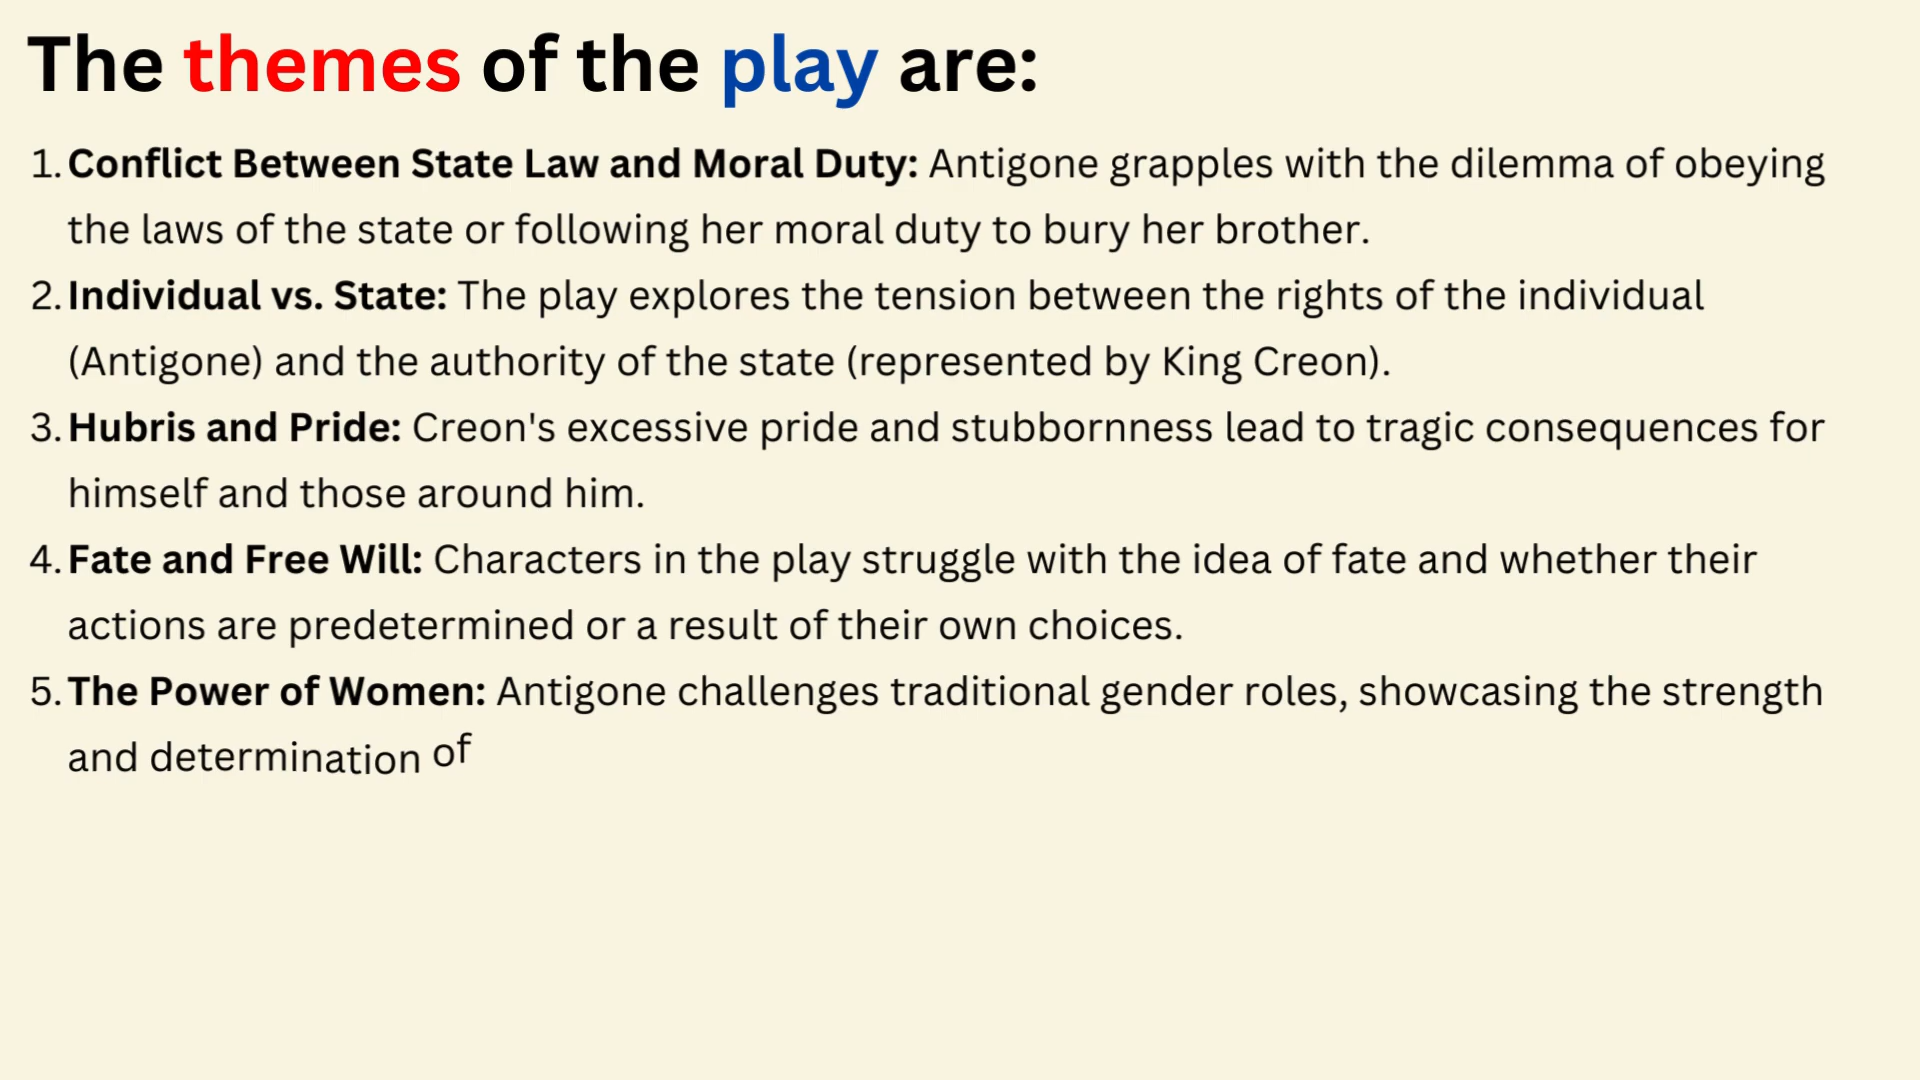 The themes of the play are:
1. Conflict Between State Law and Moral Duty: Antigone grapples with the dilemma of obeying
the laws of the state or following her moral duty to bury her brother.
2. Individual vs. State: The play explores the tension between the rights of the individual
(Antigone) and the authority of the state (represented by King Creon).
3. Hubris and Pride: Creon's excessive pride and stubbornness lead to tragic consequences for
himself and those around him.
4. Fate and Free Will: Characters in the play struggle with the idea of fate and whether their
actions are predetermined or a result of their own choices.
5. The Power of Women: Antigone challenges traditional gender roles, showcasing the strength
and determination of